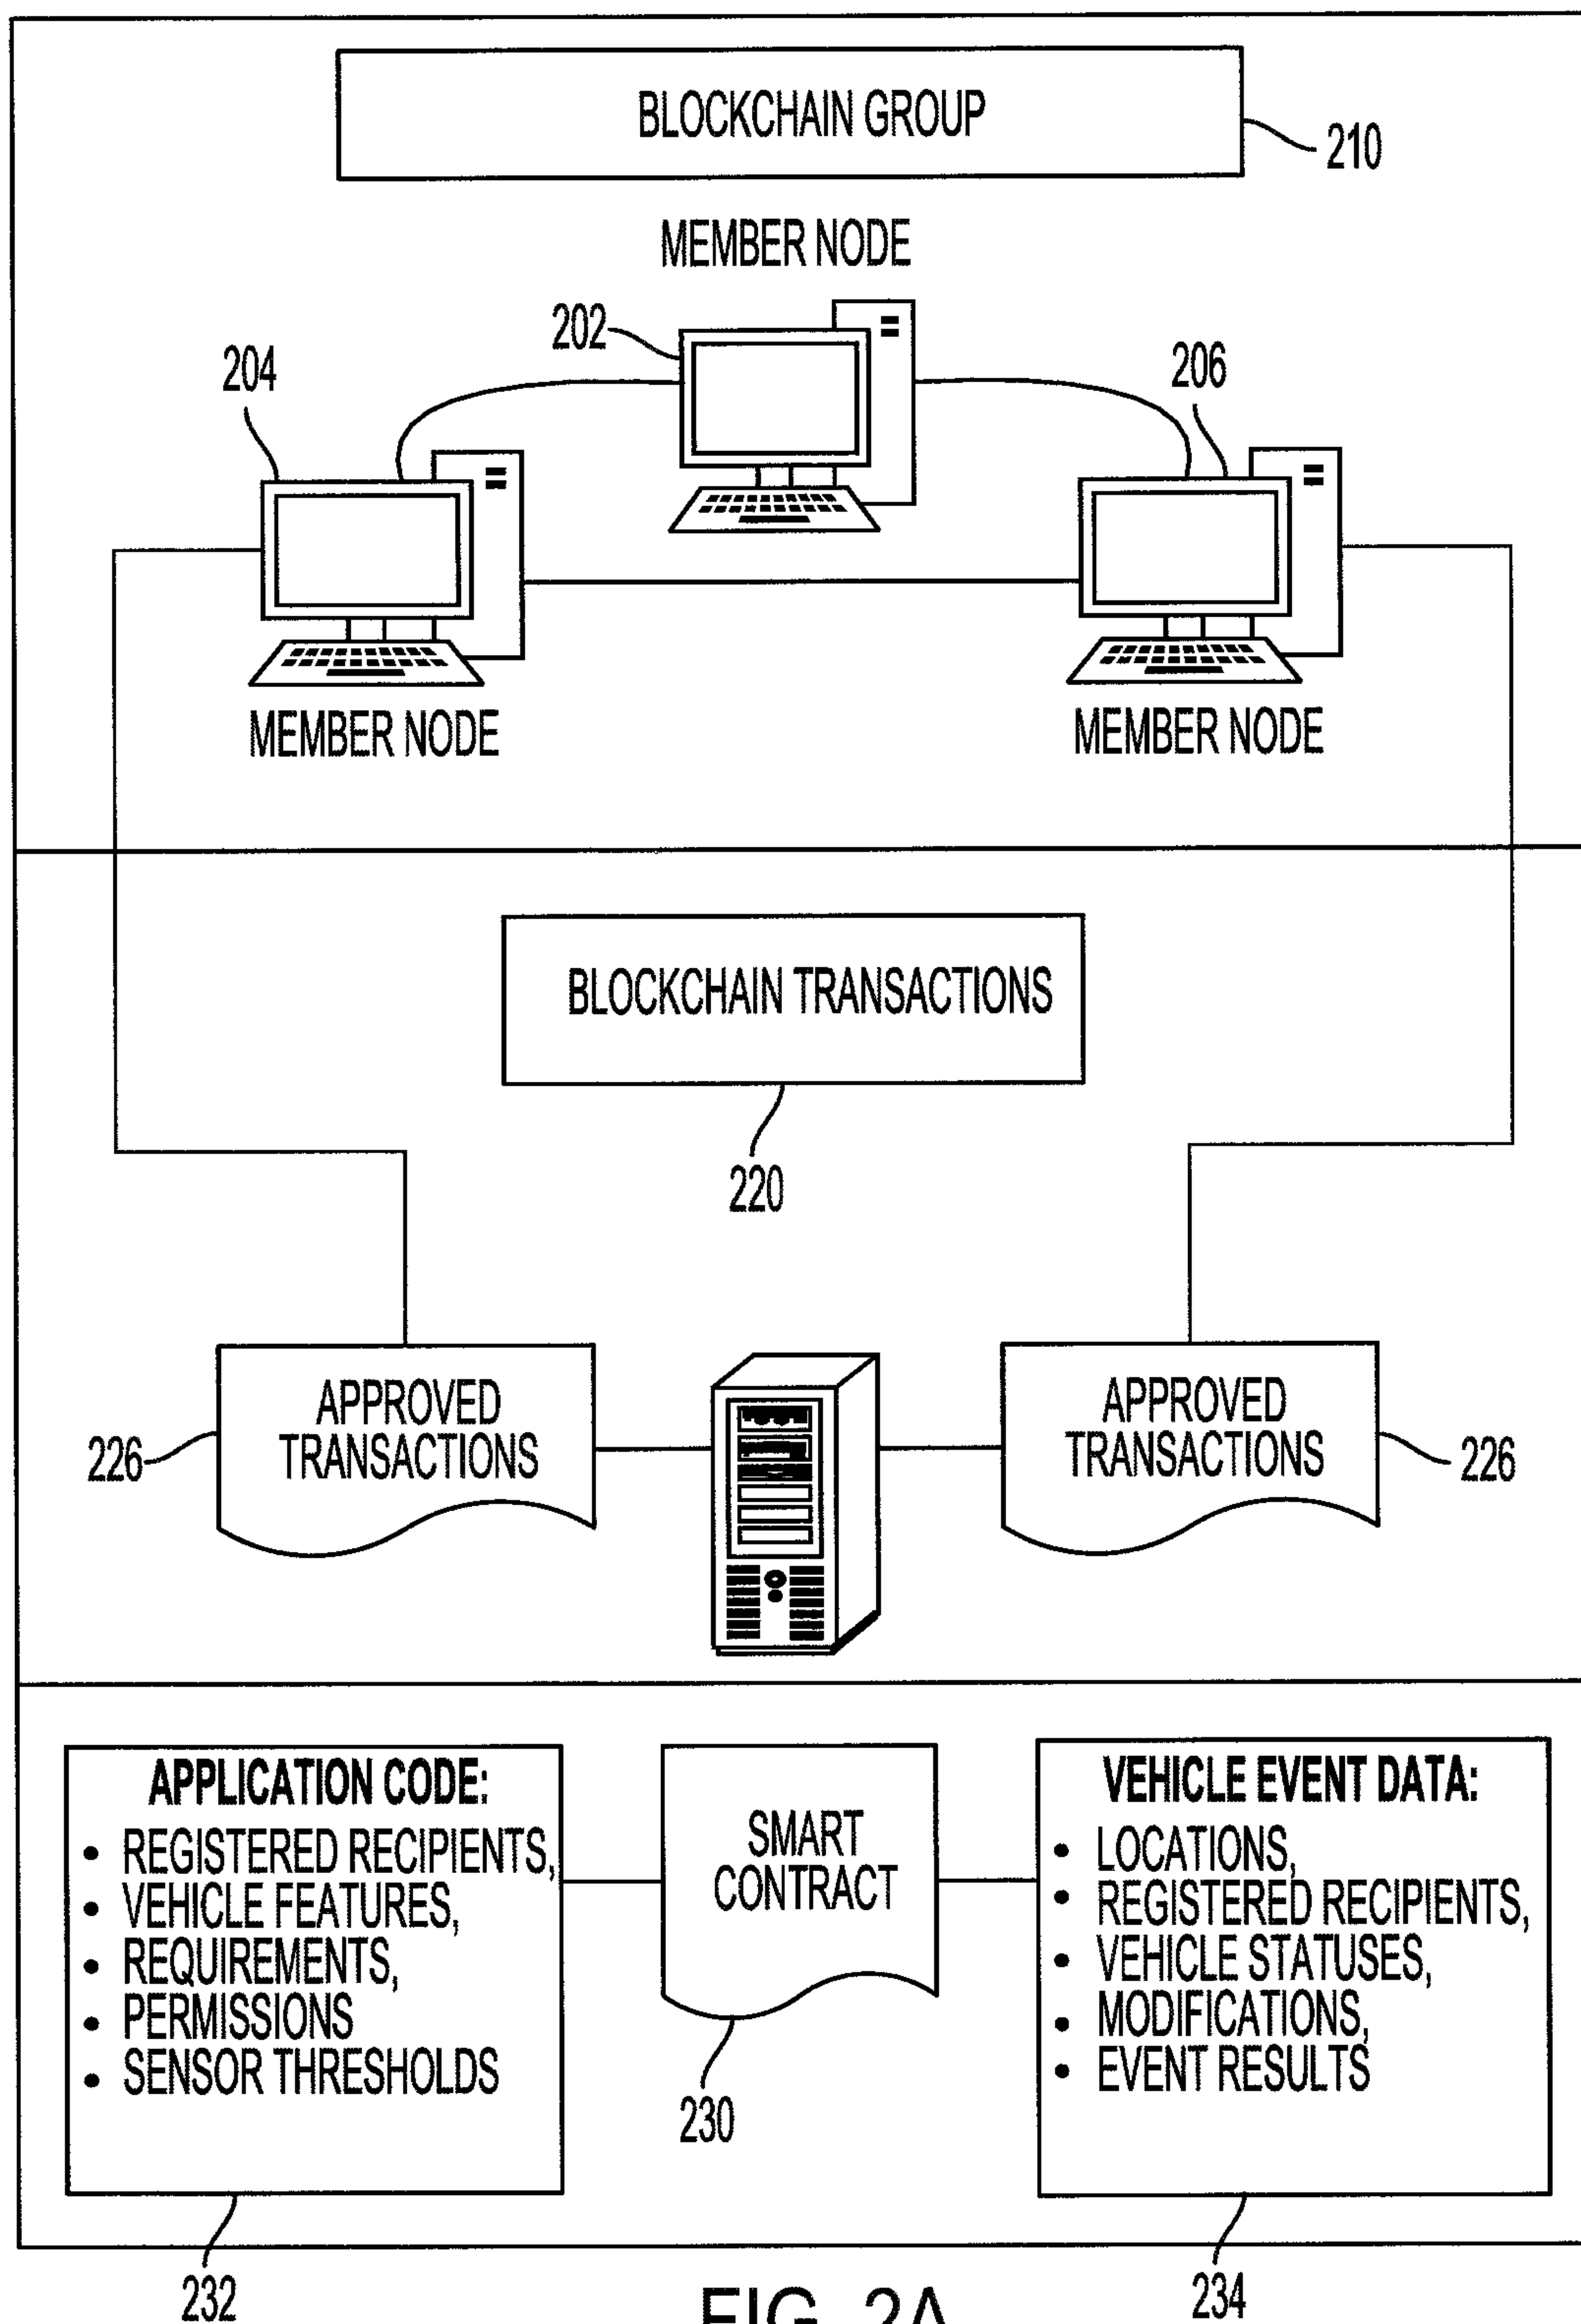 BLOCKCHAIN GROUP
210
MEMBER NODE
202
204
206
MEMBER NODE
MEMBER NODE
BLOCKCHAIN TRANSACTIONS
220
APPROVED
TRANSACTIONS
226
APPROVED
TRANSACTIONS
226
APPLICATION CODE:
• REGISTERED RECIPIENTS,
• VEHICLE FEATURES,
• REQUIREMENTS,
• PERMISSIONS
• SENSOR THRESHOLDS
232
SMART
CONTRACT
230
VEHICLE EVENT DATA:
• LOCATIONS,
• REGISTERED RECIPIENTS,
• VEHICLE STATUSES,
• MODIFICATIONS,
• EVENT RESULTS
234
FIG. 2A